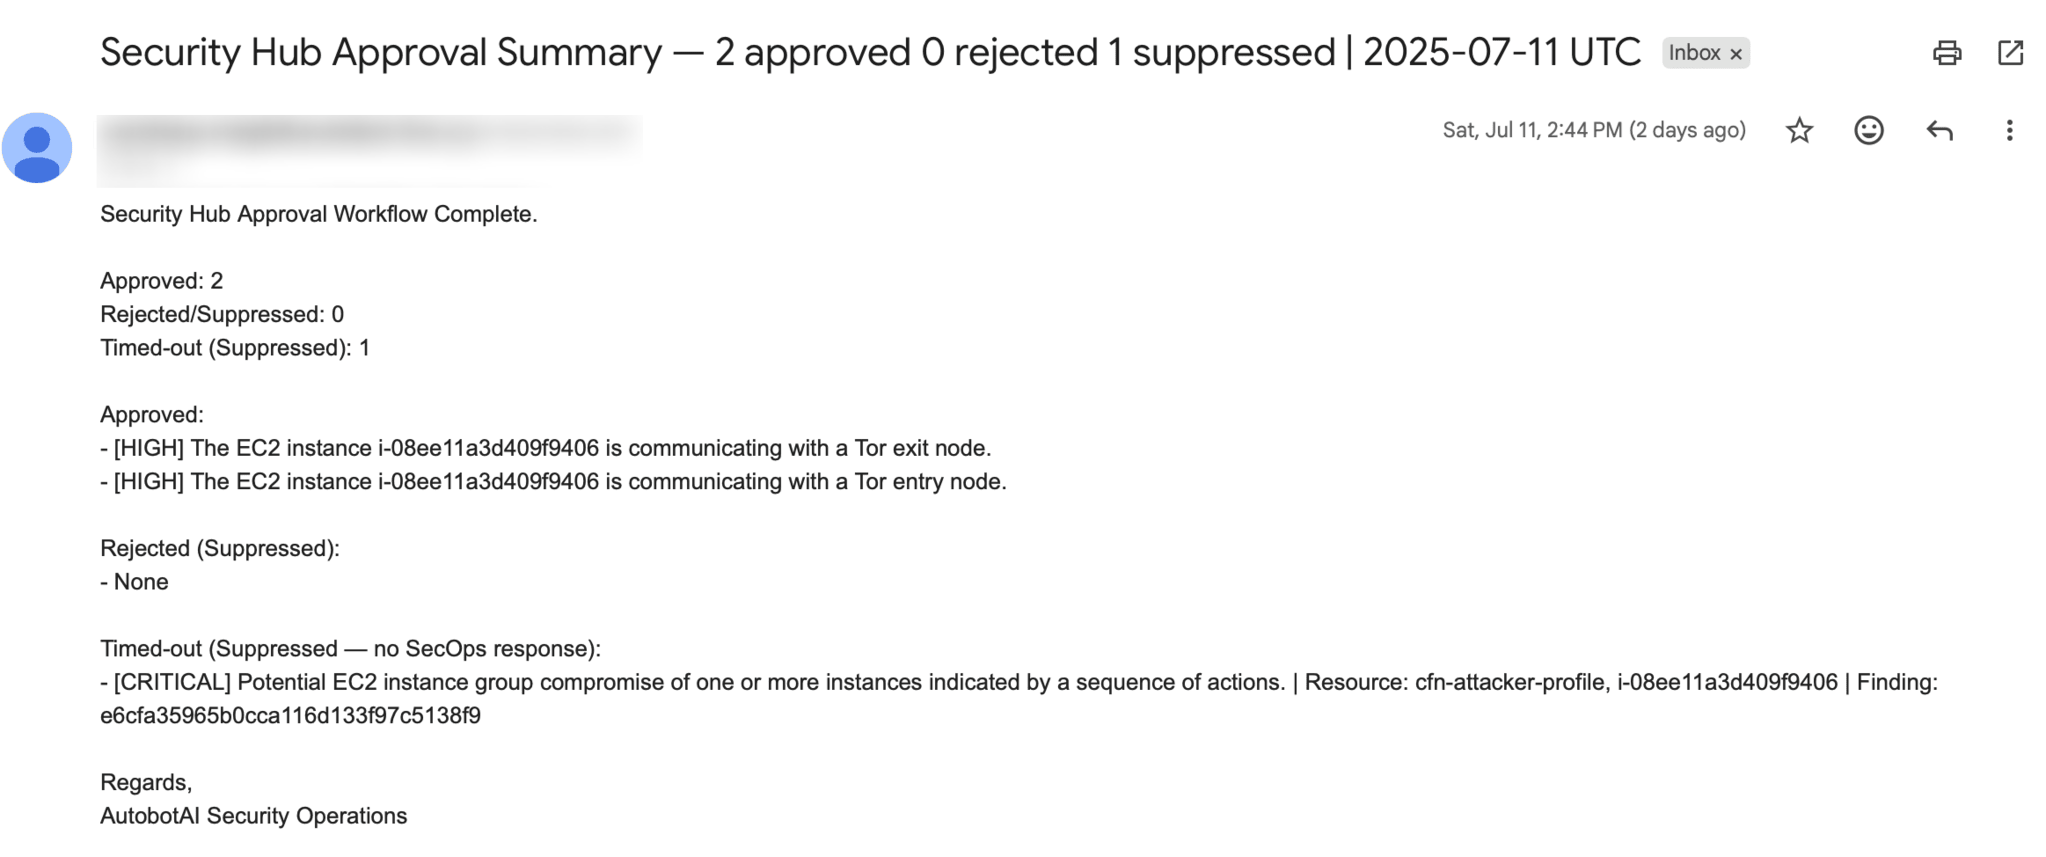 Security Hub Approval Summary — 2 approved 0 rejected 1 suppressed | 2025-07-11 UTC Inbox ×
Sat, Jul 11, 2:44 PM (2 days ago)
Security Hub Approval Workflow Complete.
Approved: 2
Rejected/Suppressed: 0
Timed-out (Suppressed): 1
Approved:
- [HIGH] The EC2 instance i-08ee11a3d409f9406 is communicating with a Tor exit node.
- [HIGH] The EC2 instance i-08ee11a3d409f9406 is communicating with a Tor entry node.
Rejected (Suppressed):
- None
Timed-out (Suppressed — no SecOps response):
- [CRITICAL] Potential EC2 instance group compromise of one or more instances indicated by a sequence of actions. | Resource: cfn-attacker-profile, i-08ee11a3d409f9406 | Finding:
e6cfa35965b0cca116d133f97c5138f9
Regards,
AutobotAI Security Operations